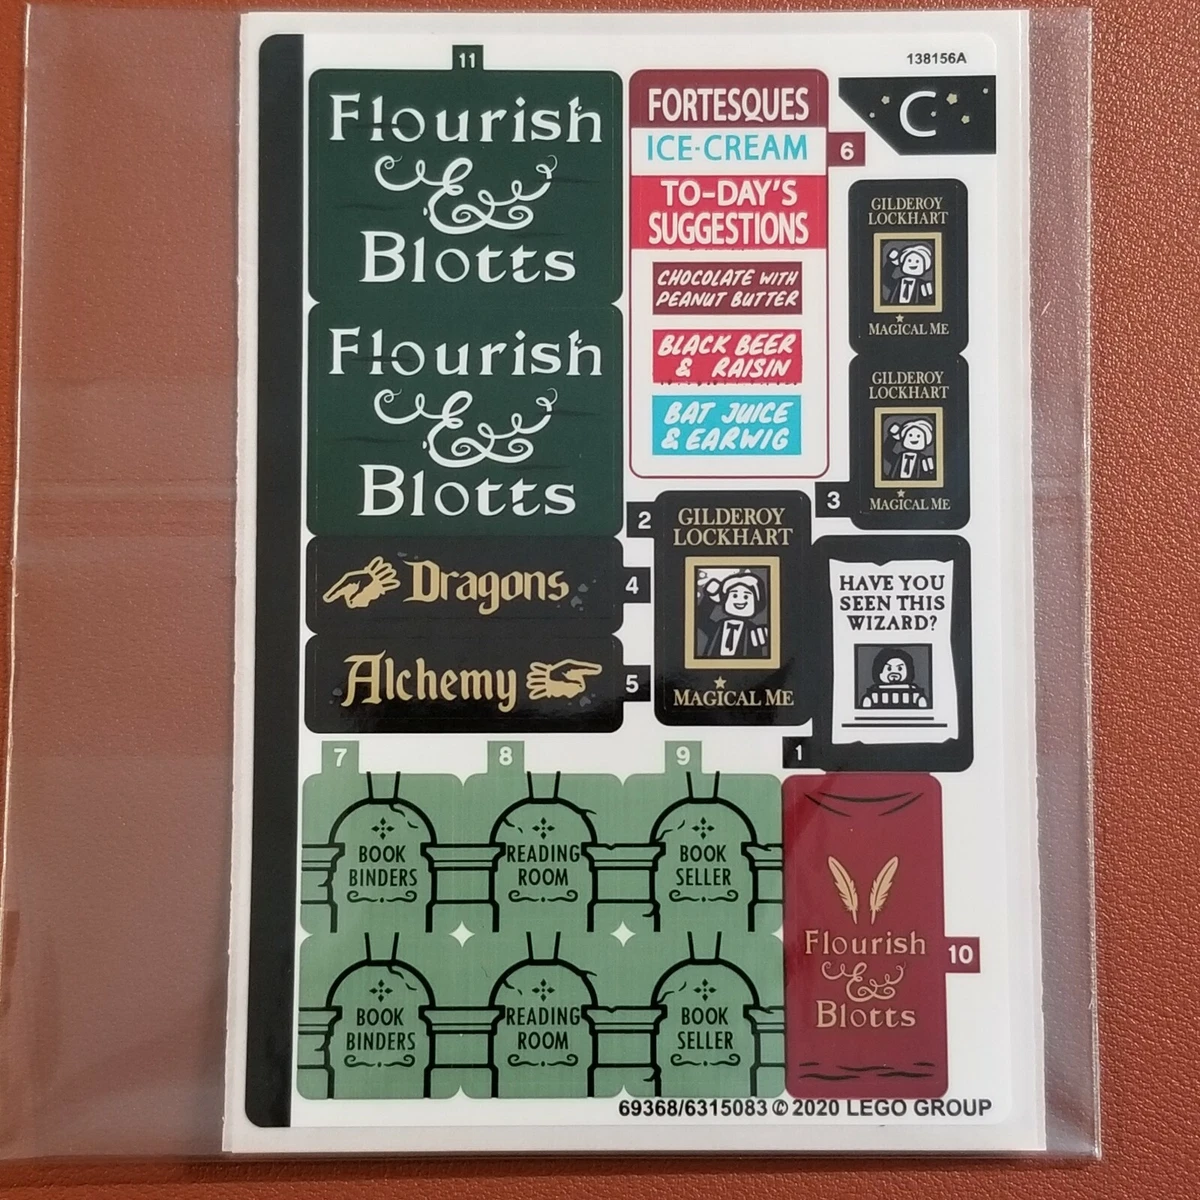 138156A
11
Flourish
&
Blotts
Flourish
&
Blotts
FORTESQUES
ICE-CREAM
TO-DAY'S
SUGGESTIONS
CHOCOLATE WITH
PEANUT BUTTER
BLACK BEER
& RAISIN
BAT JUICE
& EARWIG
6
C
GILDEROY
LOCKHART
MAGICAL ME
GILDEROY
LOCKHART
MAGICAL ME
3
2
GILDEROY
LOCKHART
MAGICAL ME
Dragons
4
Alchemy
5
HAVE YOU
SEEN THIS
WIZARD?
1
7
BOOK
BINDERS
8
READING
ROOM
9
BOOK
SELLER
BOOK
BINDERS
READING
ROOM
BOOK
SELLER
Flourish
&
Blotts
10
69368/6315083 © 2020 LEGO GROUP